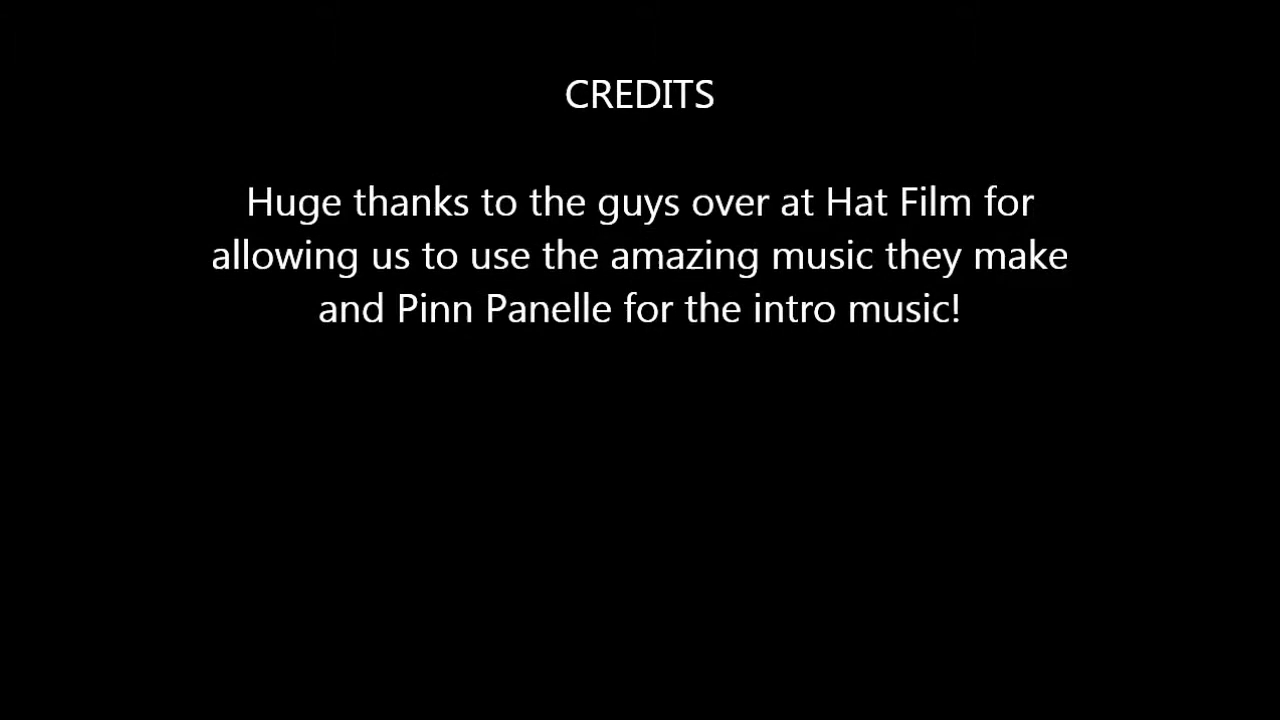 CREDITS
Huge thanks to the guys over at Hat Film for
allowing us to use the amazing music they make
and Pinn Panelle for the intro music!